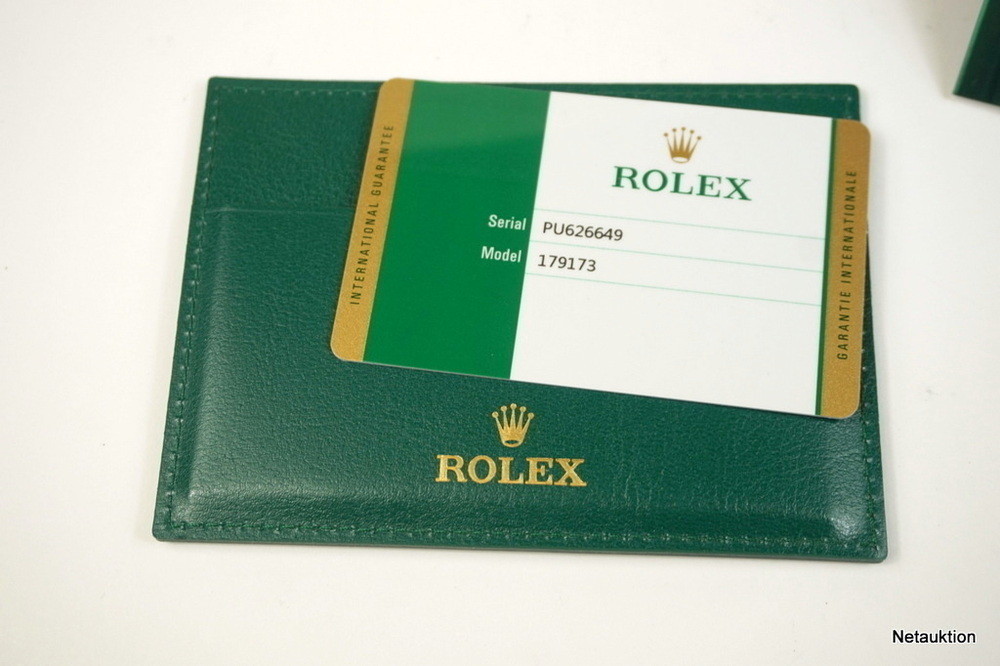 INTERNATIONAL GUARANTEE
ROLEX
Serial PU626649
Model 179173
GARANTIE INTERNATIONALE
ROLEX
Netauktion